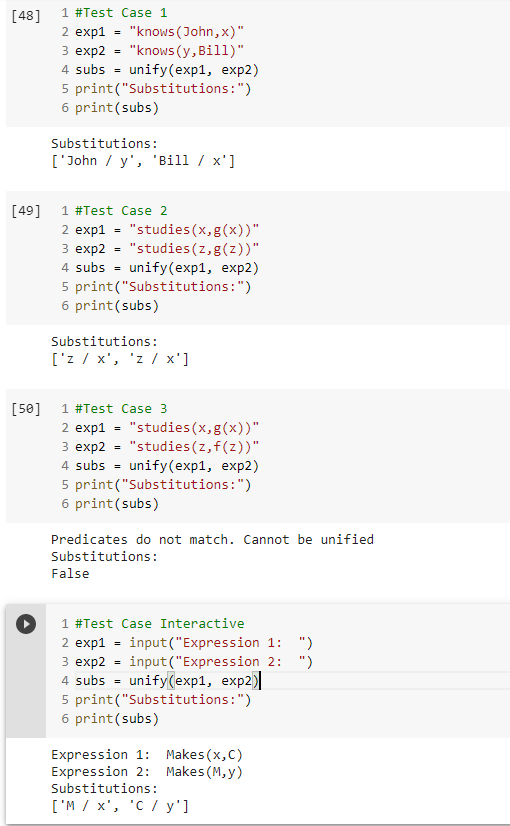 [48] 1 #Test Case 1
2 exp1 = "knows(John,x)"
3 exp2 = "knows(y,Bill)"
4 subs = unify(exp1, exp2)
5 print("Substitutions:")
6 print(subs)
Substitutions:
['John / y', 'Bill / x']
[49] 1 #Test Case 2
2 exp1 = "studies(x,g(x))"
3 exp2 = "studies(z,g(z))"
4 subs = unify(exp1, exp2)
5 print("Substitutions:")
6 print(subs)
Substitutions:
['z / x', 'z / x']
[50] 1 #Test Case 3
2 exp1 = "studies(x,g(x))"
3 exp2 = "studies(z,f(z))"
4 subs = unify(exp1, exp2)
5 print("Substitutions:")
6 print(subs)
Predicates do not match. Cannot be unified
Substitutions:
False
1 #Test Case Interactive
2 exp1 = input("Expression 1:  ")
3 exp2 = input("Expression 2:  ")
4 subs = unify(exp1, exp2)
5 print("Substitutions:")
6 print(subs)
Expression 1:  Makes(x,C)
Expression 2:  Makes(M,y)
Substitutions:
['M / x', 'C / y']